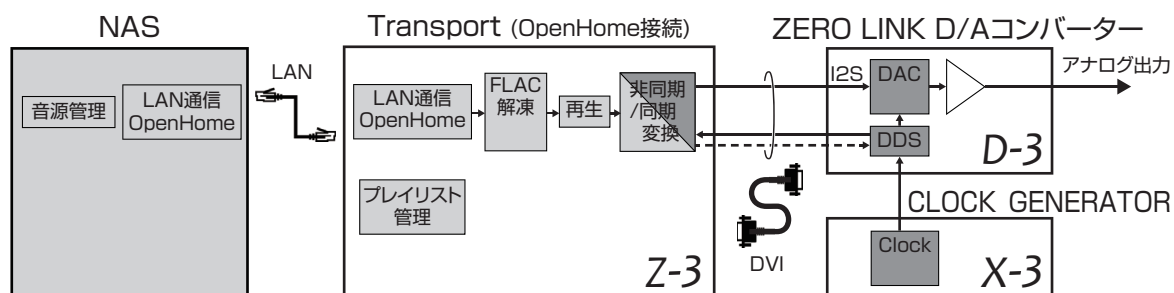 NAS
音源管理
LAN通信
OpenHome
LAN
Transport (OpenHome接続)
LAN通信
OpenHome
FLAC
解凍
再生
非同期
/同期
変換
プレイリスト
管理
Z-3
DVI
ZERO LINK D/Aコンバーター
I2S
DAC
アナログ出力
DDS
D-3
CLOCK GENERATOR
Clock
X-3